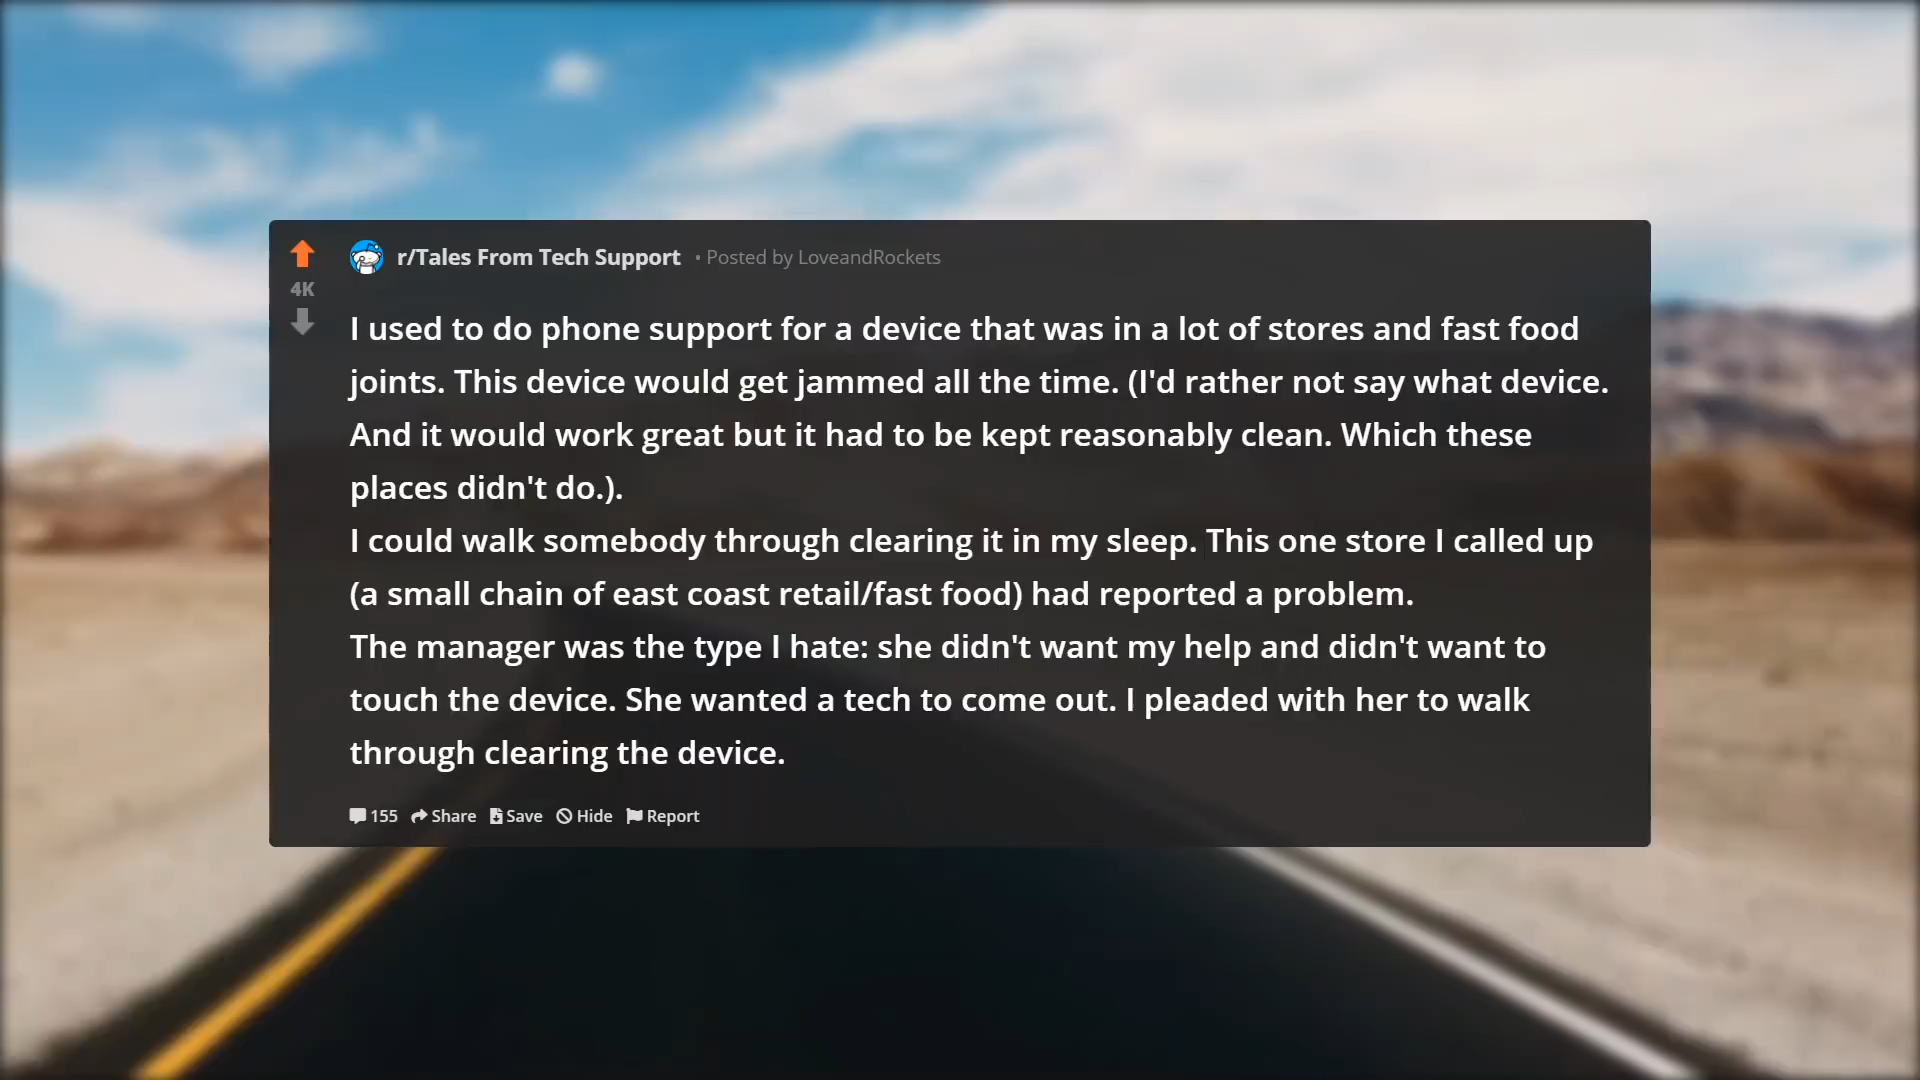 r/Tales From Tech Support • Posted by LoveandRockets
4K
I used to do phone support for a device that was in a lot of stores and fast food
joints. This device would get jammed all the time. (I'd rather not say what device.
And it would work great but it had to be kept reasonably clean. Which these
places didn't do.).
I could walk somebody through clearing it in my sleep. This one store I called up
(a small chain of east coast retail/fast food) had reported a problem.
The manager was the type I hate: she didn't want my help and didn't want to
touch the device. She wanted a tech to come out. I pleaded with her to walk
through clearing the device.
155 Share Save Hide Report